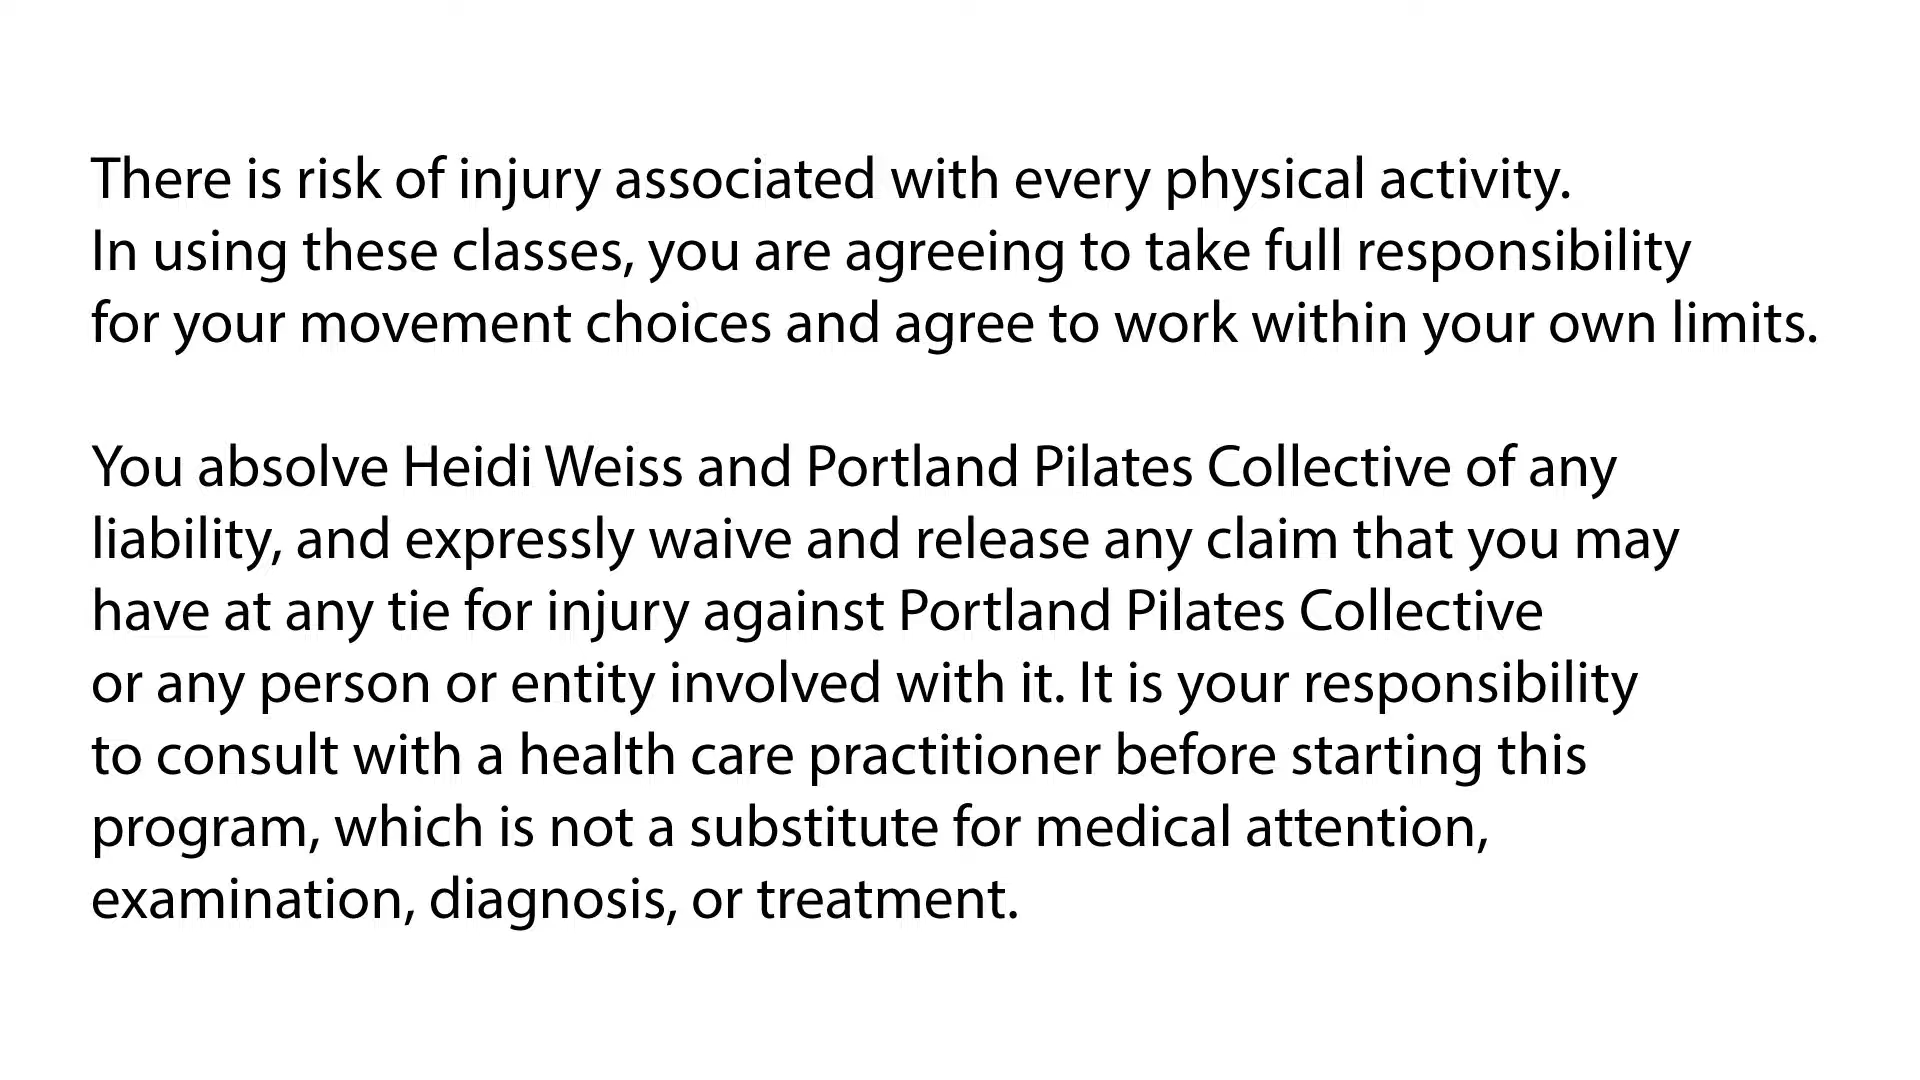 There is risk of injury associated with every physical activity.
In using these classes, you are agreeing to take full responsibility
for your movement choices and agree to work within your own limits.
You absolve Heidi Weiss and Portland Pilates Collective of any
liability, and expressly waive and release any claim that you may
have at any tie for injury against Portland Pilates Collective
or any person or entity involved with it. It is your responsibility
to consult with a health care practitioner before starting this
program, which is not a substitute for medical attention,
examination, diagnosis, or treatment.